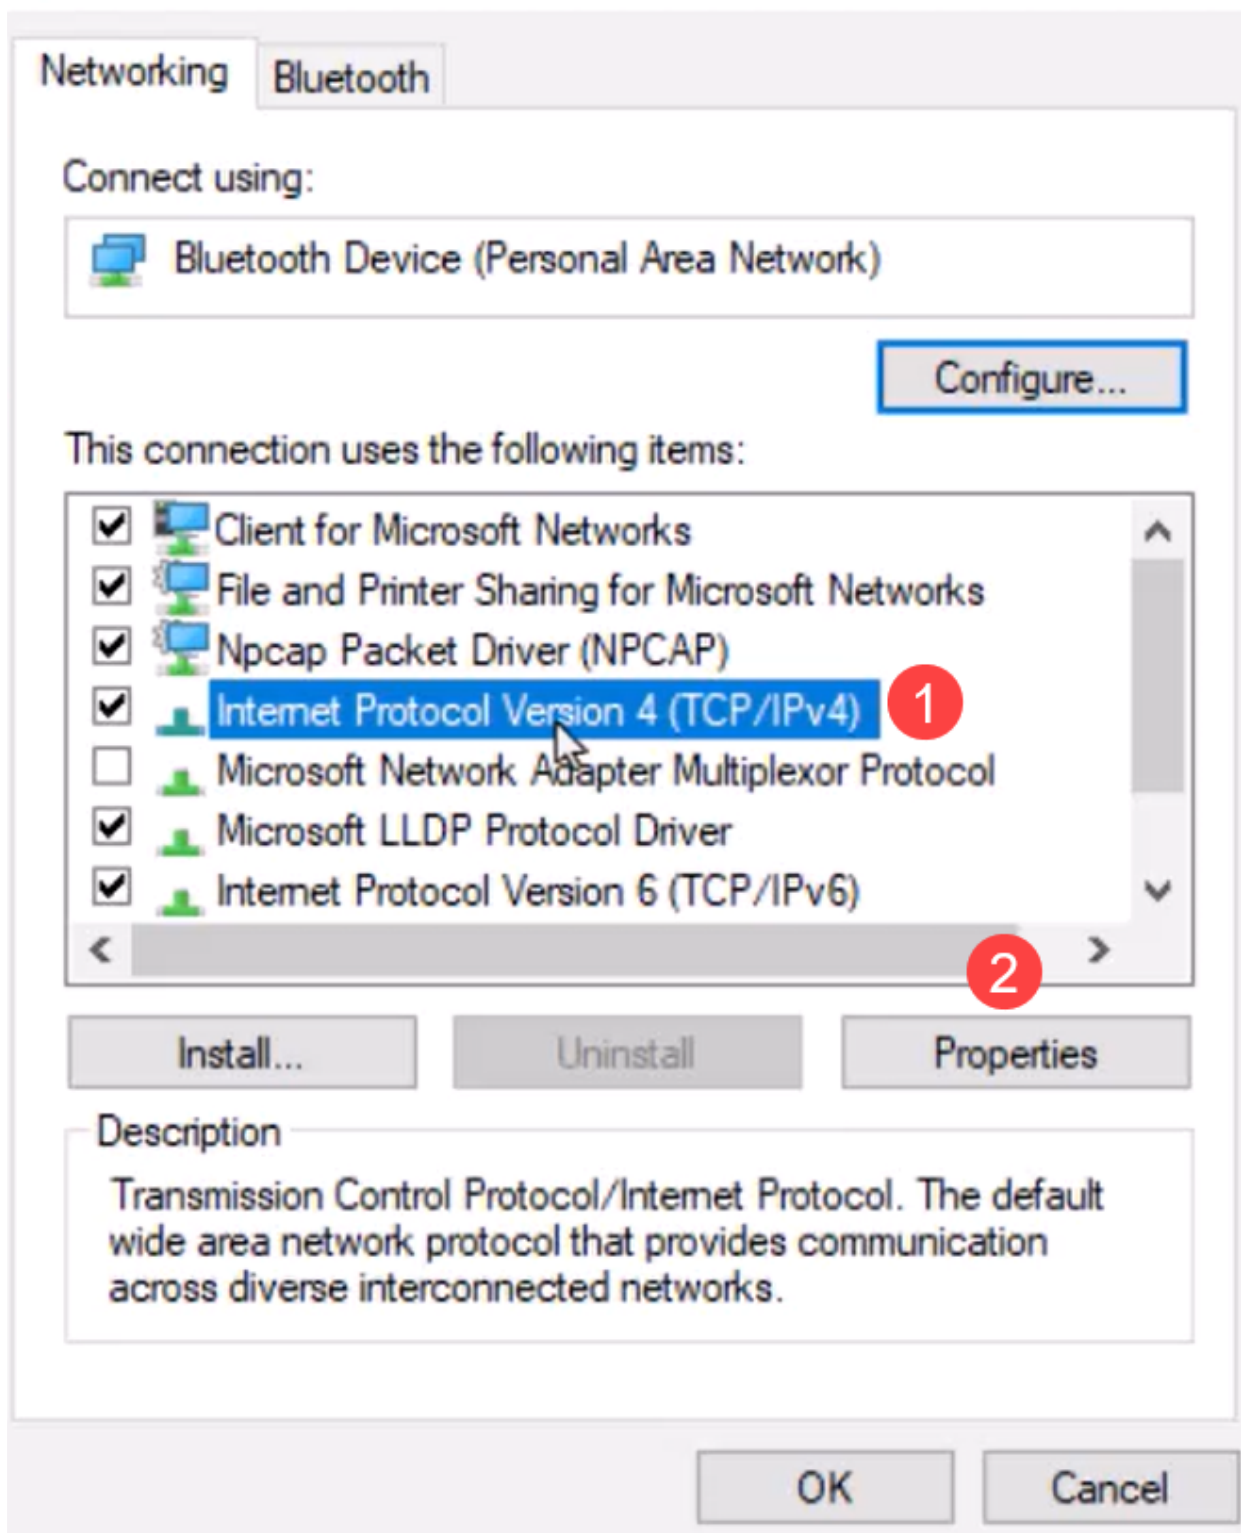 Networking
Bluetooth
Connect using:
Bluetooth Device (Personal Area Network)
Configure...
This connection uses the following items:
Client for Microsoft Networks
File and Printer Sharing for Microsoft Networks
Npcap Packet Driver (NPCAP)
Internet Protocol Version 4 (TCP/IPv4)
1
Microsoft Network Adapter Multiplexor Protocol
Microsoft LLDP Protocol Driver
Internet Protocol Version 6 (TCP/IPv6)
2
Install...
Uninstall
Properties
Description
Transmission Control Protocol/Internet Protocol. The default
wide area network protocol that provides communication
across diverse interconnected networks.
OK
Cancel